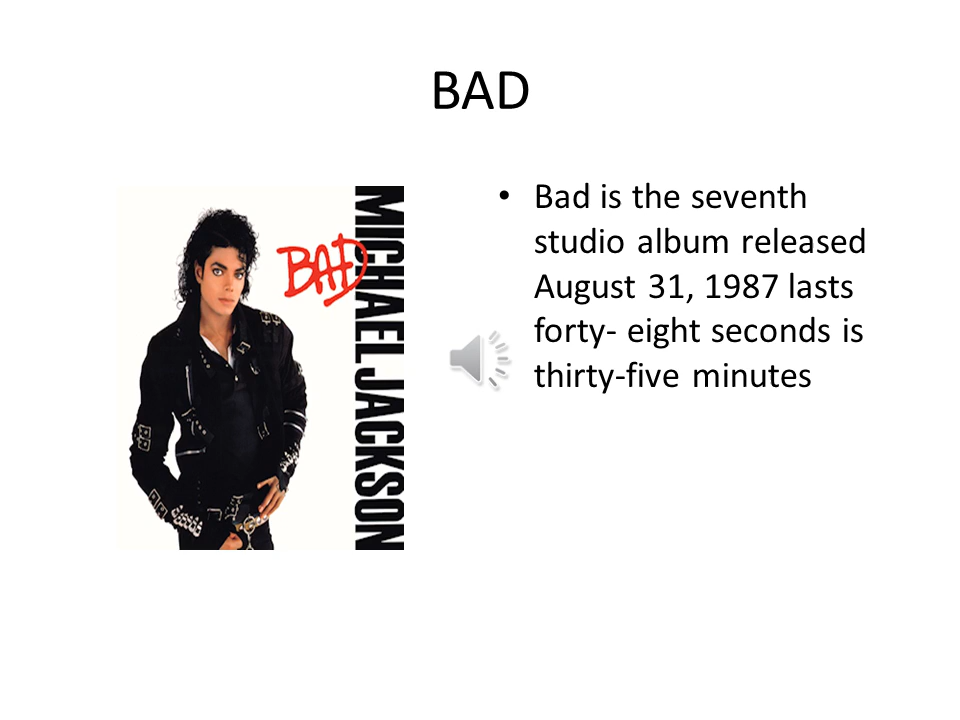 BAD
BAD
MICHAEL JACKSON
• Bad is the seventh
studio album released
August 31, 1987 lasts
forty- eight seconds is
thirty-five minutes